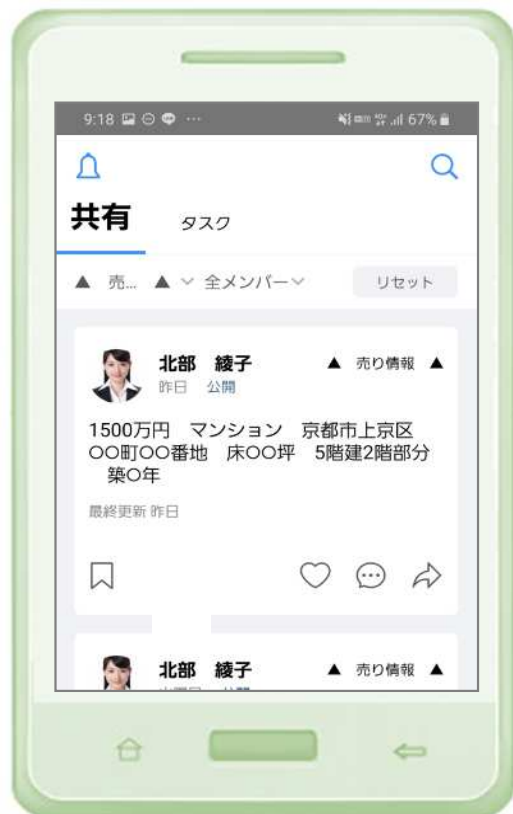 9:18 ... 67%
共有 タスク
▲ 売... ▲ 全メンバー リセット
北部 綾子 ▲ 売り情報 ▲
昨日 公開
1500万円 マンション 京都市上京区
〇〇町〇〇番地 床〇〇坪 5階建2階部分
築〇年
最終更新 昨日
北部 綾子 ▲ 売り情報 ▲